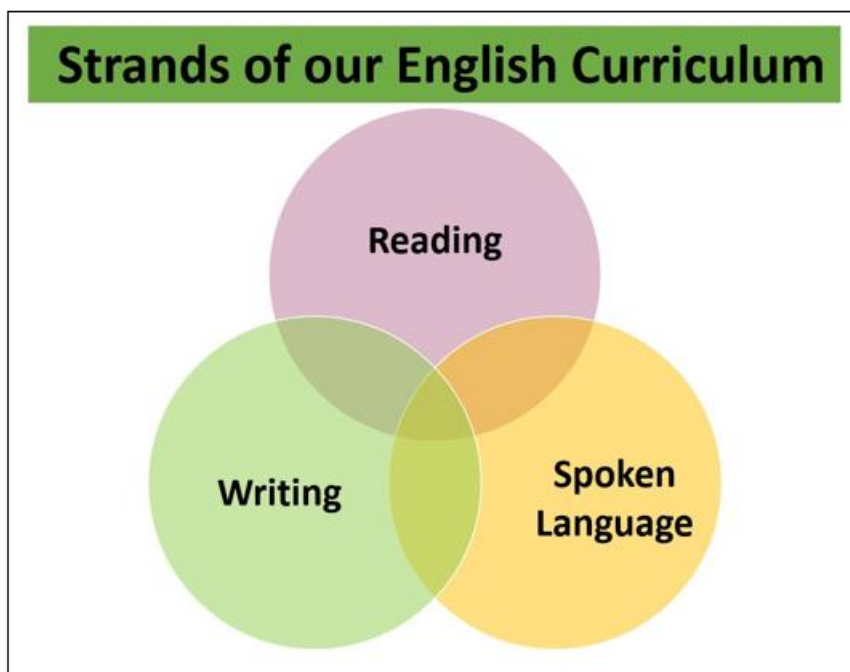 Strands of our English Curriculum
Reading
Writing
Spoken
Language